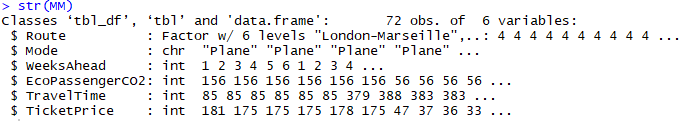 > str(MM)
Classes ‘tbl_df’, ‘tbl’ and 'data.frame':	72 obs. of  6 variables:
 $ Route          : Factor w/ 6 levels "London-Marseille",..: 4 4 4 4 4 4 4 4 4 4 ...
 $ Mode           : chr  "Plane" "Plane" "Plane" "Plane" ...
 $ WeeksAhead     : int  1 2 3 4 5 6 1 2 3 4 ...
 $ EcoPassengerCO2: int  156 156 156 156 156 156 56 56 56 56 ...
 $ TravelTime     : int  85 85 85 85 85 85 379 388 383 383 ...
 $ TicketPrice    : int  181 175 175 175 178 175 47 37 36 33 ...